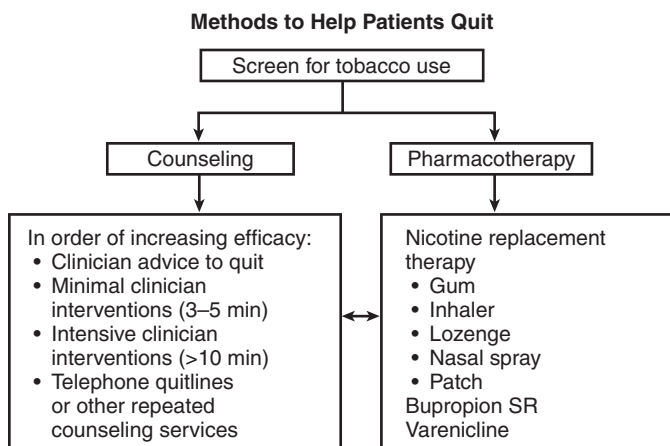 Methods to Help Patients Quit
Screen for tobacco use
Counseling
Pharmacotherapy
In order of increasing efficacy:
• Clinician advice to quit
• Minimal clinician
interventions (3–5 min)
• Intensive clinician
interventions (>10 min)
• Telephone quitlines
or other repeated
counseling services
Nicotine replacement
therapy
• Gum
• Inhaler
• Lozenge
• Nasal spray
• Patch
Bupropion SR
Varenicline